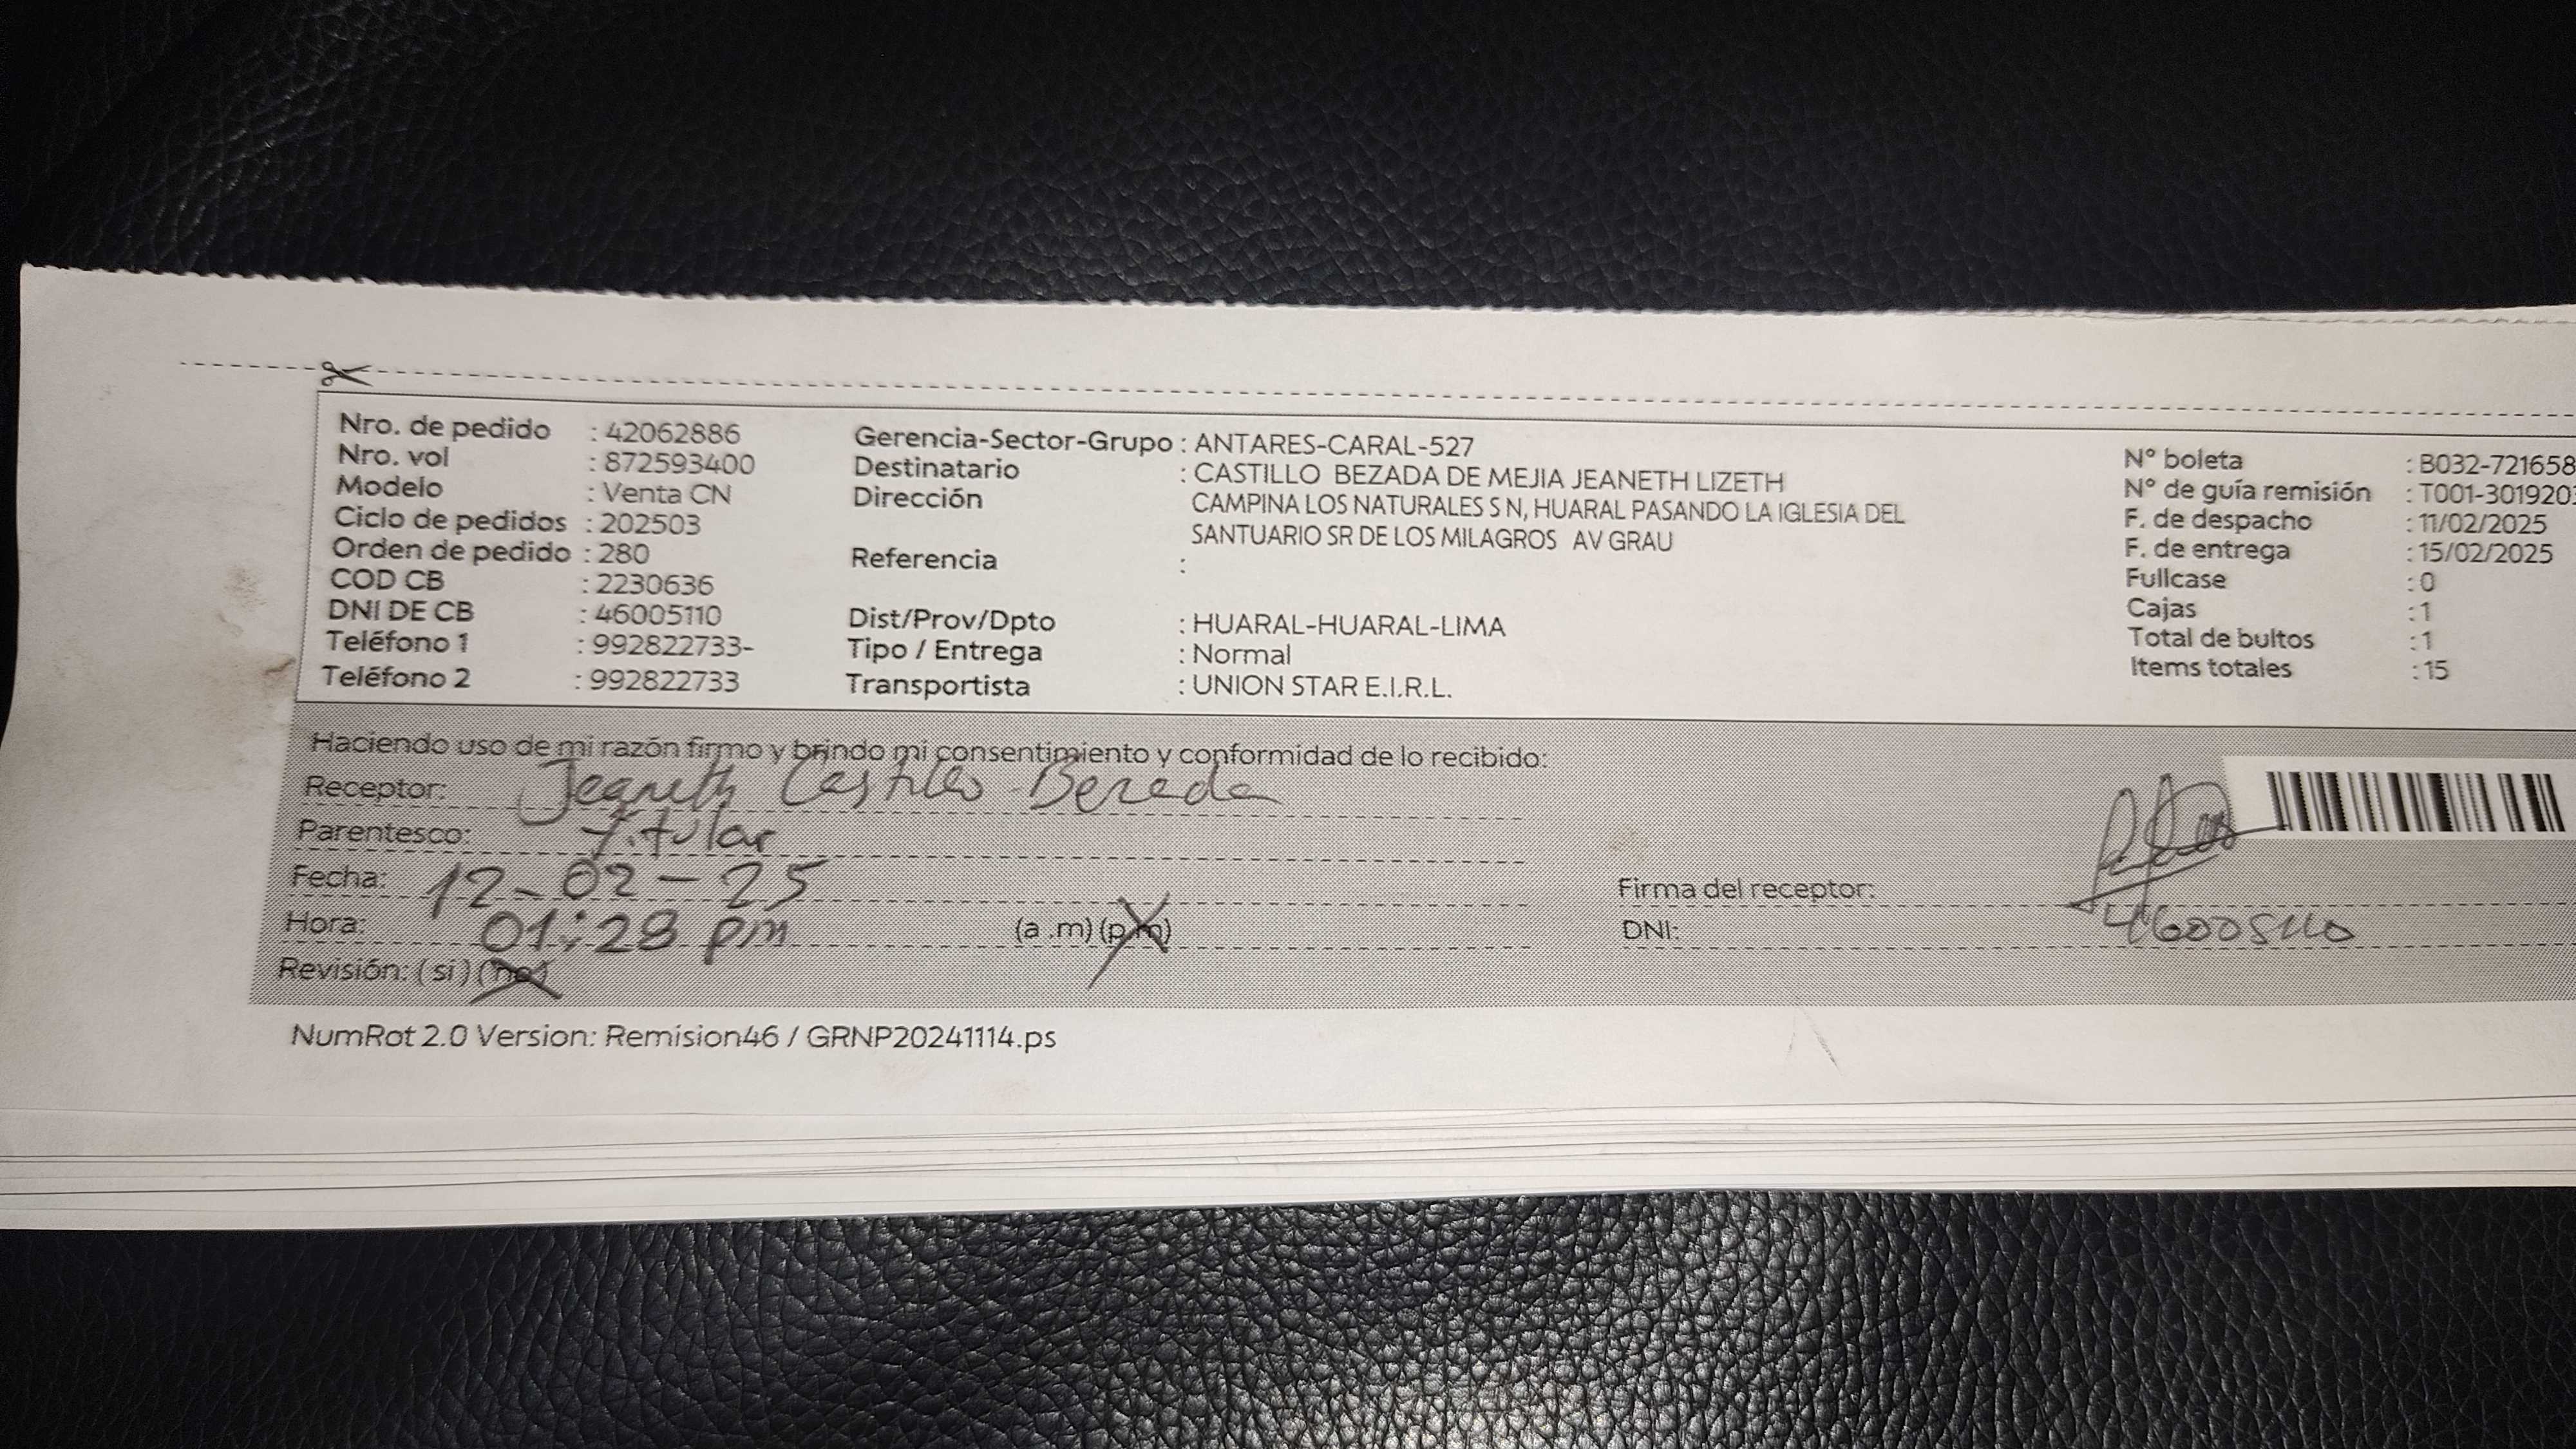 Nro. de pedido : 42062886
Nro. vol : 872593400
Modelo : Venta CN
Ciclo de pedidos : 202503
Orden de pedido : 280
COD CB : 2230636
DNI DE CB : 46005110
Teléfono 1 : 992822733-
Teléfono 2 : 992822733
Gerencia-Sector-Grupo : ANTARES-CARAL-527
Destinatario : CASTILLO BEZADA DE MEJIA JEANETH LIZETH
Dirección CAMPINA LOS NATURALES S N, HUARAL PASANDO LA IGLESIA DEL
SANTUARIO SR DE LOS MILAGROS AV GRAU
Referencia :
Dist/Prov/Dpto : HUARAL-HUARAL-LIMA
Tipo / Entrega : Normal
Transportista : UNION STAR E.I.R.L.
N° boleta : B032-721658
N° de guía remisión : T001-301920
F. de despacho : 11/02/2025
F. de entrega : 15/02/2025
Fullcase : 0
Cajas : 1
Total de bultos : 1
Items totales : 15
Haciendo uso de mi razón firmo y brindo mi consentimiento y conformidad de lo recibido:
Receptor: Jeaneth Castillo Bezada
Parentesco: titular
Fecha: 12-02-25
Hora: 01:28 pm (a .m) (p.m)
Revisión: ( si ) (no)
Firma del receptor:
DNI: 46005110
NumRot 2.0 Version: Remision46 / GRNP20241114.ps